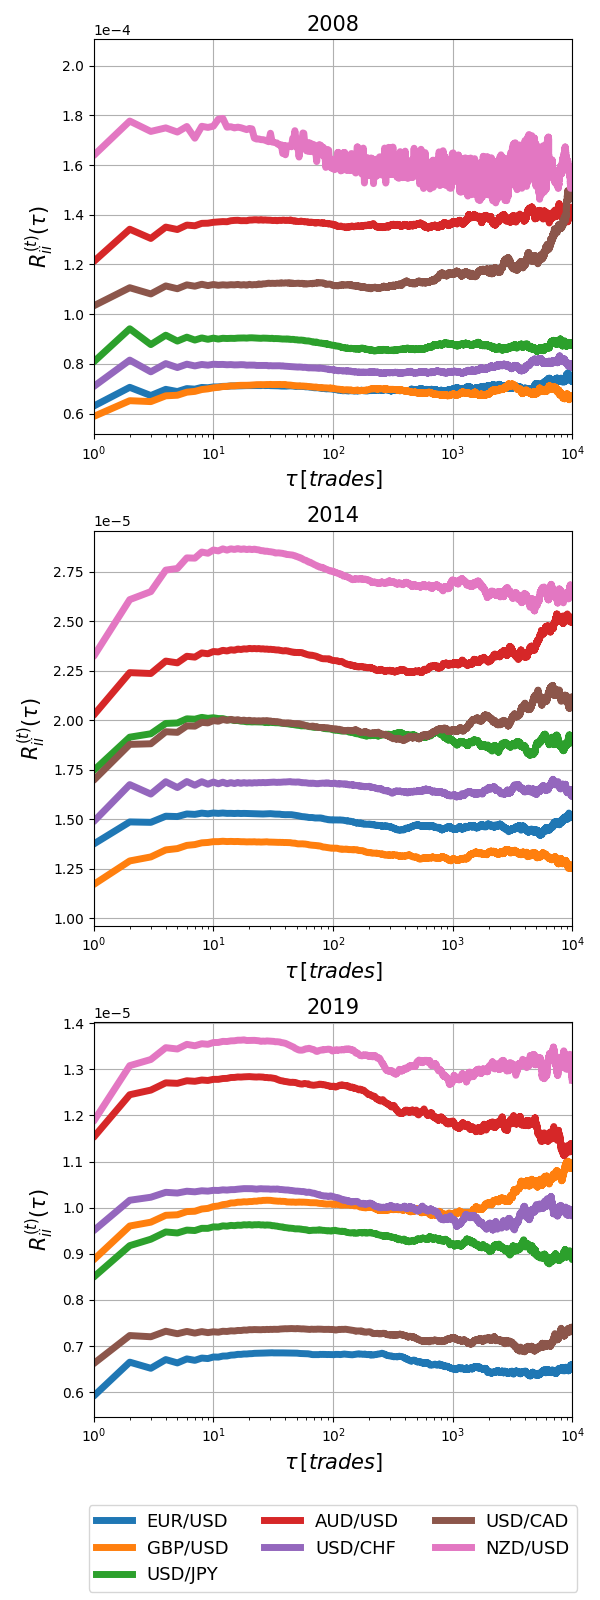 2008
1e−4
2.0
1.8
1.6
1.4
1.2
1.0
0.8
0.6
R_{ii}^{(t)}(τ)
10^0 10^1 10^2 10^3 10^4
τ [trades]
2014
1e−5
2.75
2.50
2.25
2.00
1.75
1.50
1.25
1.00
R_{ii}^{(t)}(τ)
10^0 10^1 10^2 10^3 10^4
τ [trades]
2019
1e−5
1.4
1.3
1.2
1.1
1.0
0.9
0.8
0.7
0.6
R_{ii}^{(t)}(τ)
10^0 10^1 10^2 10^3 10^4
τ [trades]
EUR/USD AUD/USD USD/CAD
GBP/USD USD/CHF NZD/USD
USD/JPY